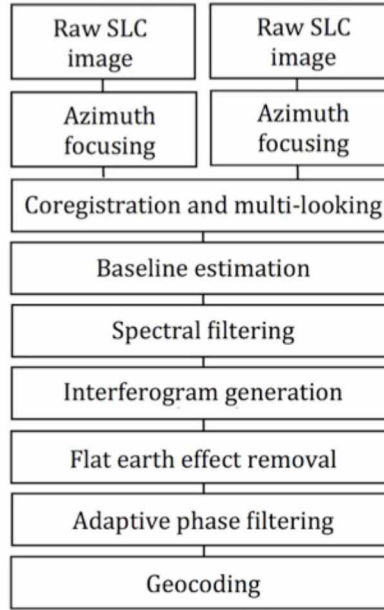 Raw SLC
image
Raw SLC
image
Azimuth
focusing
Azimuth
focusing
Coregistration and multi-looking
Baseline estimation
Spectral filtering
Interferogram generation
Flat earth effect removal
Adaptive phase filtering
Geocoding